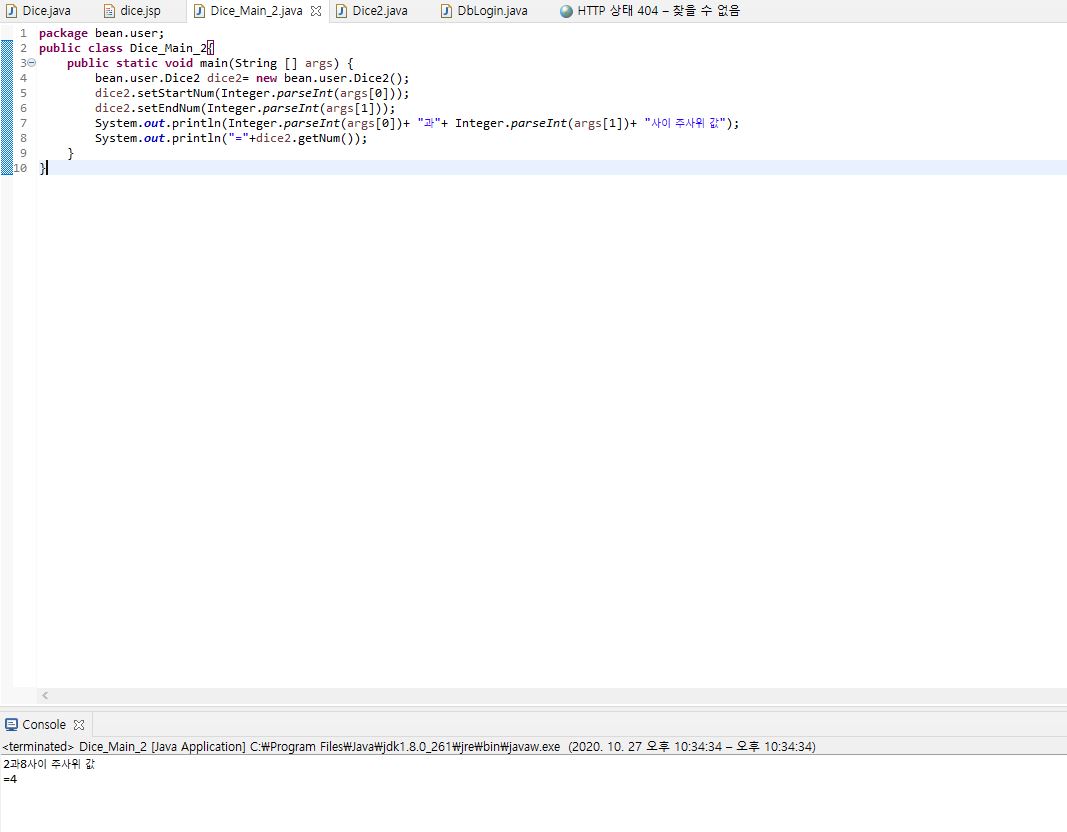 Dice.java dice.jsp Dice_Main_2.java Dice2.java DbLogin.java HTTP 상태 404 – 찾을 수 없음
1 package bean.user;
2 public class Dice_Main_2{
3 public static void main(String [] args) {
4 bean.user.Dice2 dice2= new bean.user.Dice2();
5 dice2.setStartNum(Integer.parseInt(args[0]));
6 dice2.setEndNum(Integer.parseInt(args[1]));
7 System.out.println(Integer.parseInt(args[0])+ "과"+ Integer.parseInt(args[1])+ "사이 주사위 값");
8 System.out.println("="+dice2.getNum());
9 }
10 }
Console
<terminated> Dice_Main_2 [Java Application] C:₩Program Files₩Java₩jdk1.8.0_261₩jre₩bin₩javaw.exe (2020. 10. 27 오후 10:34:34 – 오후 10:34:34)
2과8사이 주사위 값
=4